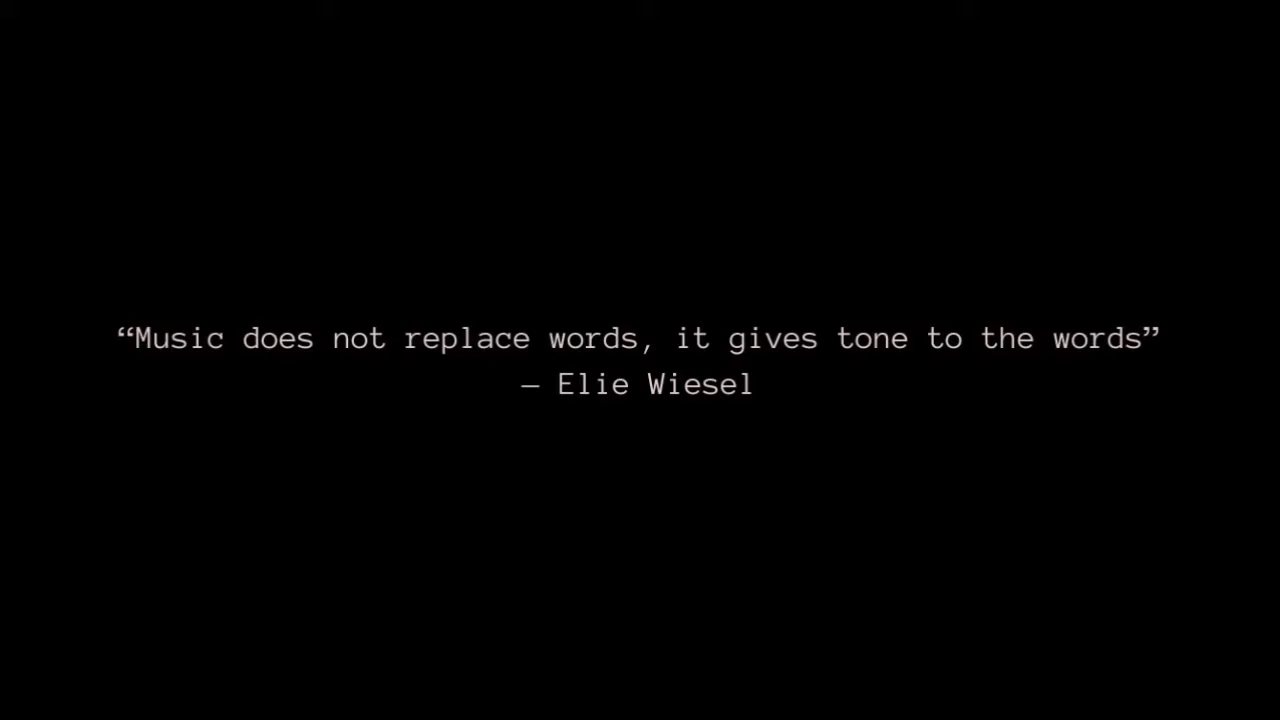 “Music does not replace words, it gives tone to the words”
— Elie Wiesel